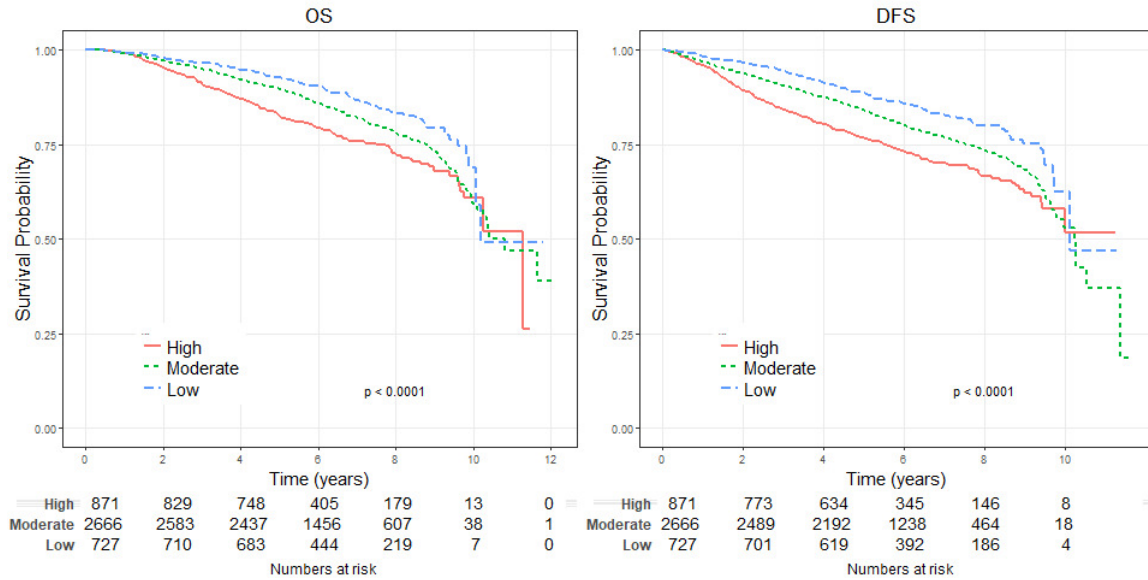 OS
1.00
0.75
0.50
0.25
0.00
Survival Probability
High
Moderate
Low
p < 0.0001
0 2 4 6 8 10 12
Time (years)
High 871 829 748 405 179 13 0
Moderate 2666 2583 2437 1456 607 38 1
Low 727 710 683 444 219 7 0
Numbers at risk
DFS
1.00
0.75
0.50
0.25
0.00
Survival Probability
High
Moderate
Low
p < 0.0001
0 2 4 6 8 10
Time (years)
High 871 773 634 345 146 8
Moderate 2666 2489 2192 1238 464 18
Low 727 701 619 392 186 4
Numbers at risk